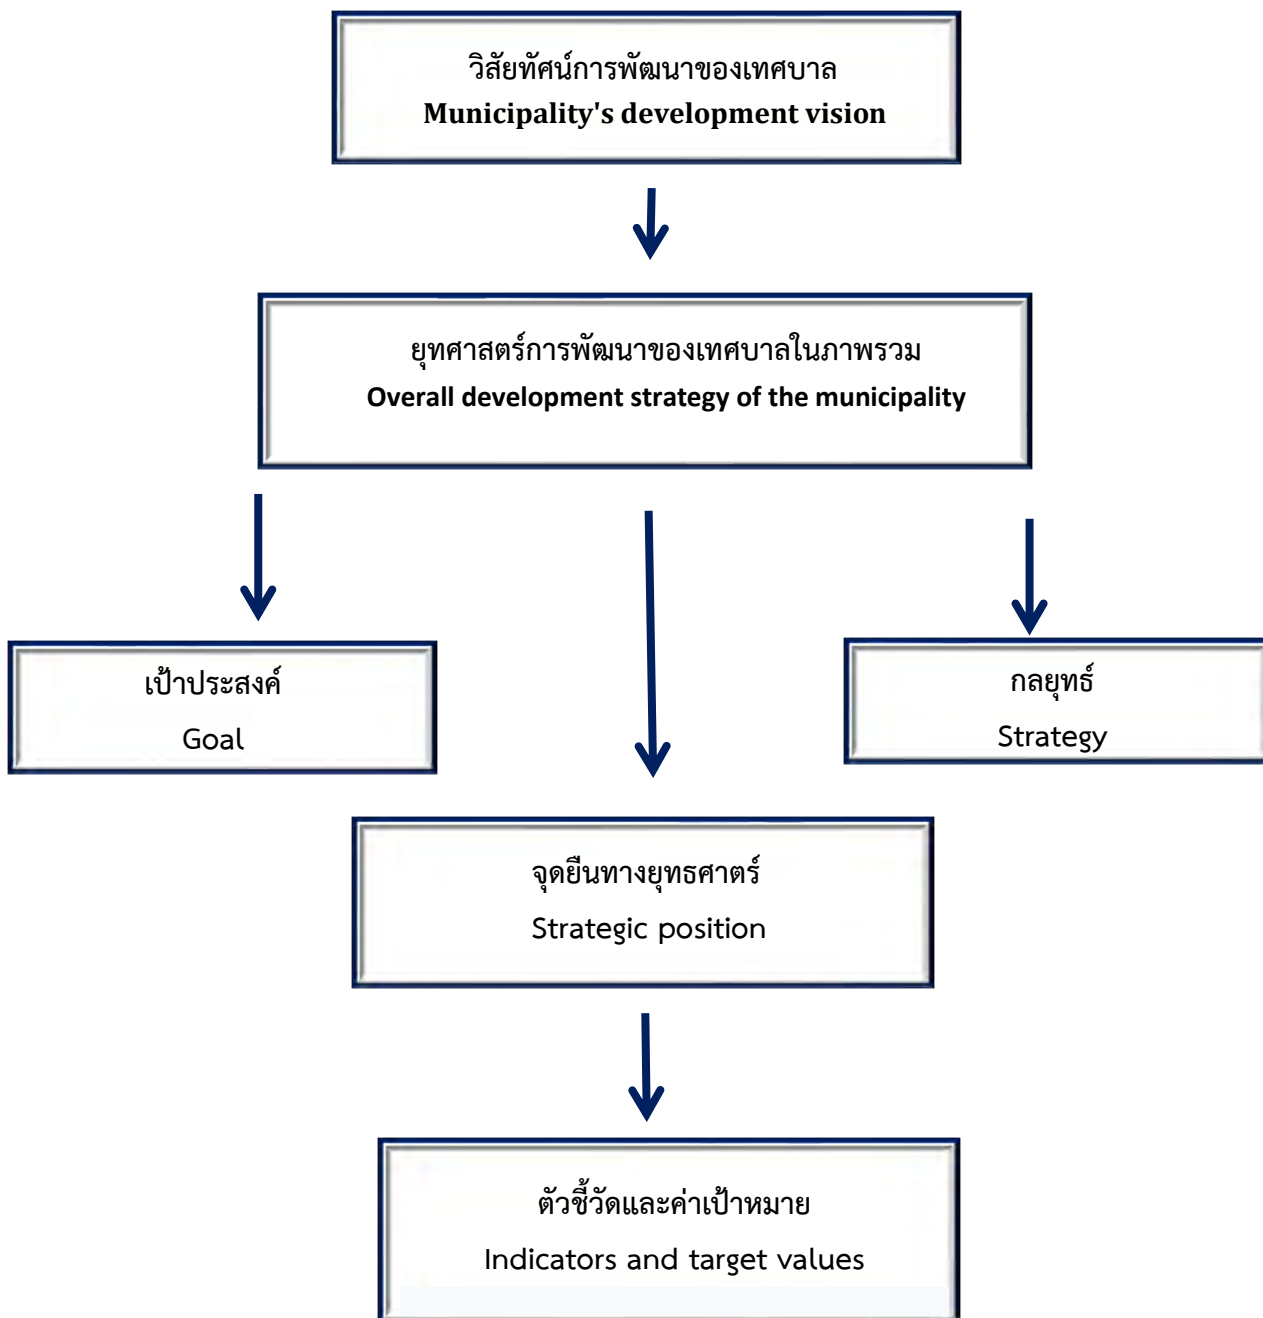 วิสัยทัศน์การพัฒนาของเทศบาล
Municipality's development vision
ยุทศาสตร์การพัฒนาของเทศบาลในภาพรวม
Overall development strategy of the municipality
เป้าประสงค์
Goal
กลยุทธ์
Strategy
จุดยืนทางยุทธศาตร์
Strategic position
ตัวชี้วัดและค่าเป้าหมาย
Indicators and target values